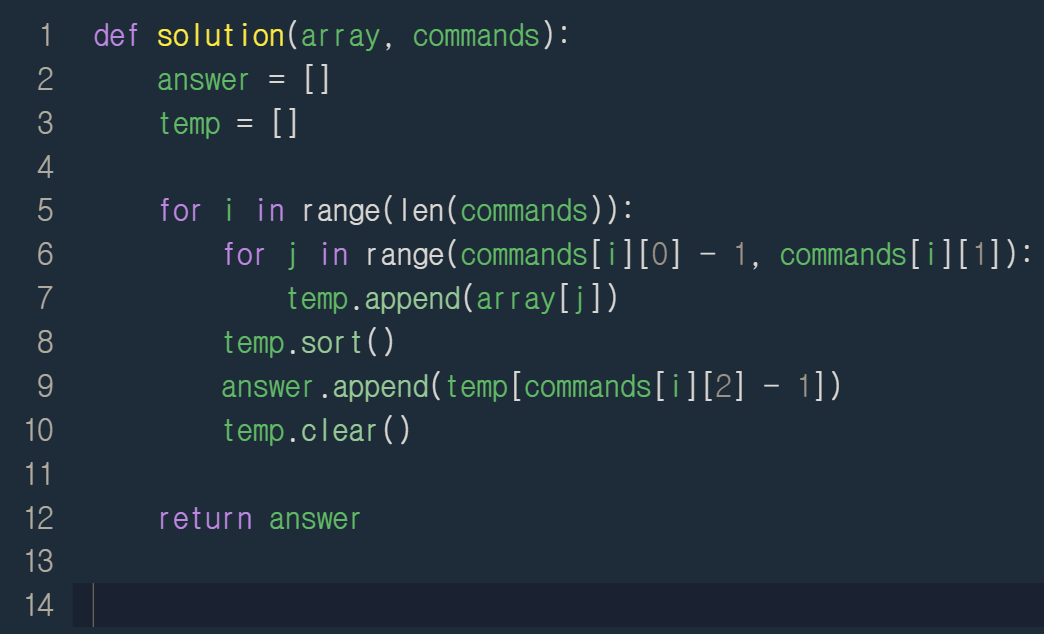 1 def solution(array, commands):
2     answer = []
3     temp = []
4
5     for i in range(len(commands)):
6         for j in range(commands[i][0] - 1, commands[i][1]):
7             temp.append(array[j])
8         temp.sort()
9         answer.append(temp[commands[i][2] - 1])
10         temp.clear()
11
12     return answer
13
14